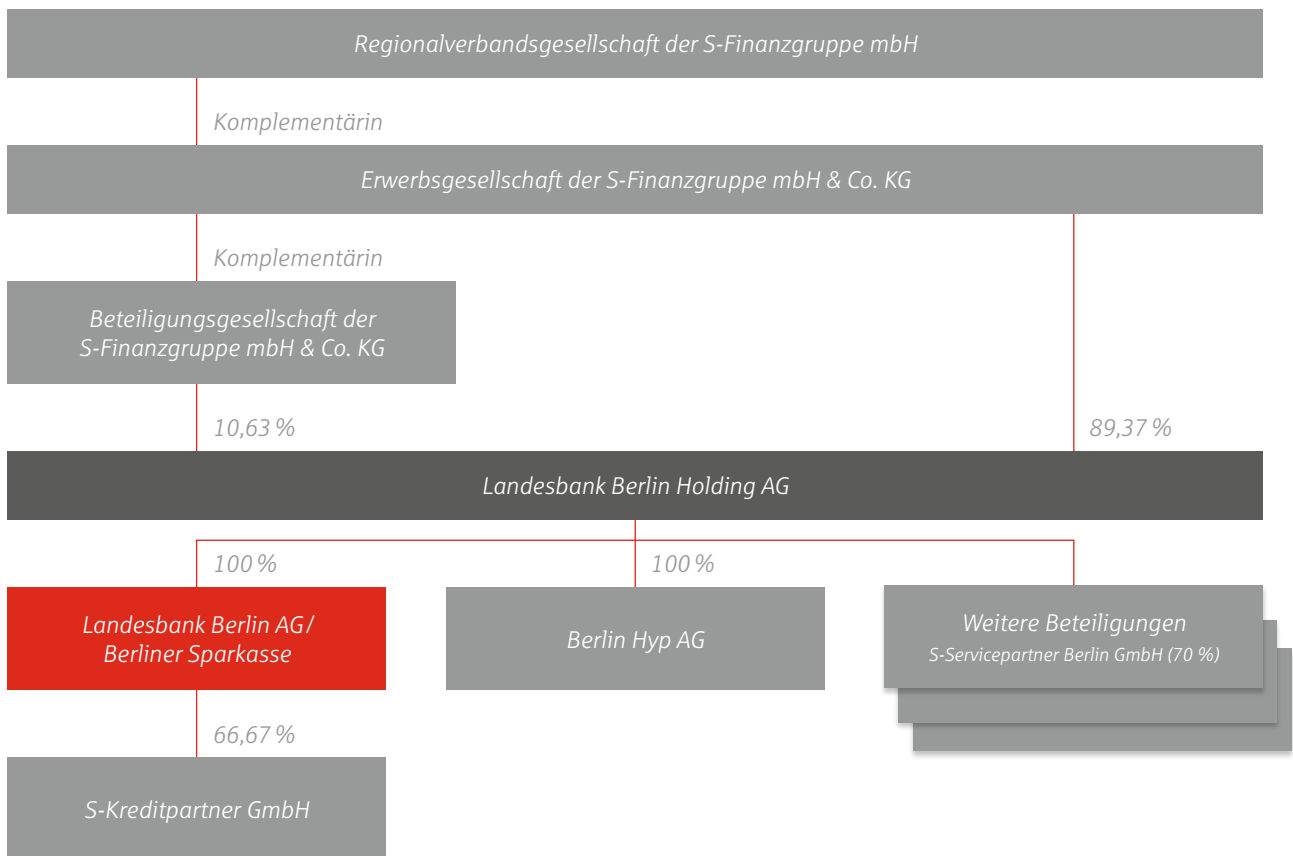 Regionalverbandsgesellschaft der S-Finanzgruppe mbH
Komplementärin
Erwerbsgesellschaft der S-Finanzgruppe mbH & Co. KG
Komplementärin
Beteiligungsgesellschaft der
S-Finanzgruppe mbH & Co. KG
10,63 %
89,37 %
Landesbank Berlin Holding AG
100 %
100 %
Landesbank Berlin AG/
Berliner Sparkasse
Berlin Hyp AG
Weitere Beteiligungen
S-Servicepartner Berlin GmbH (70 %)
66,67 %
S-Kreditpartner GmbH